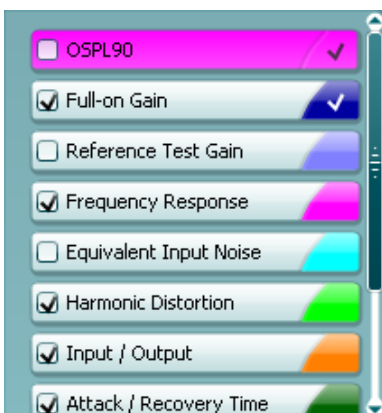 OSPL90
Full-on Gain
Reference Test Gain
Frequency Response
Equivalent Input Noise
Harmonic Distortion
Input / Output
Attack / Recovery Time